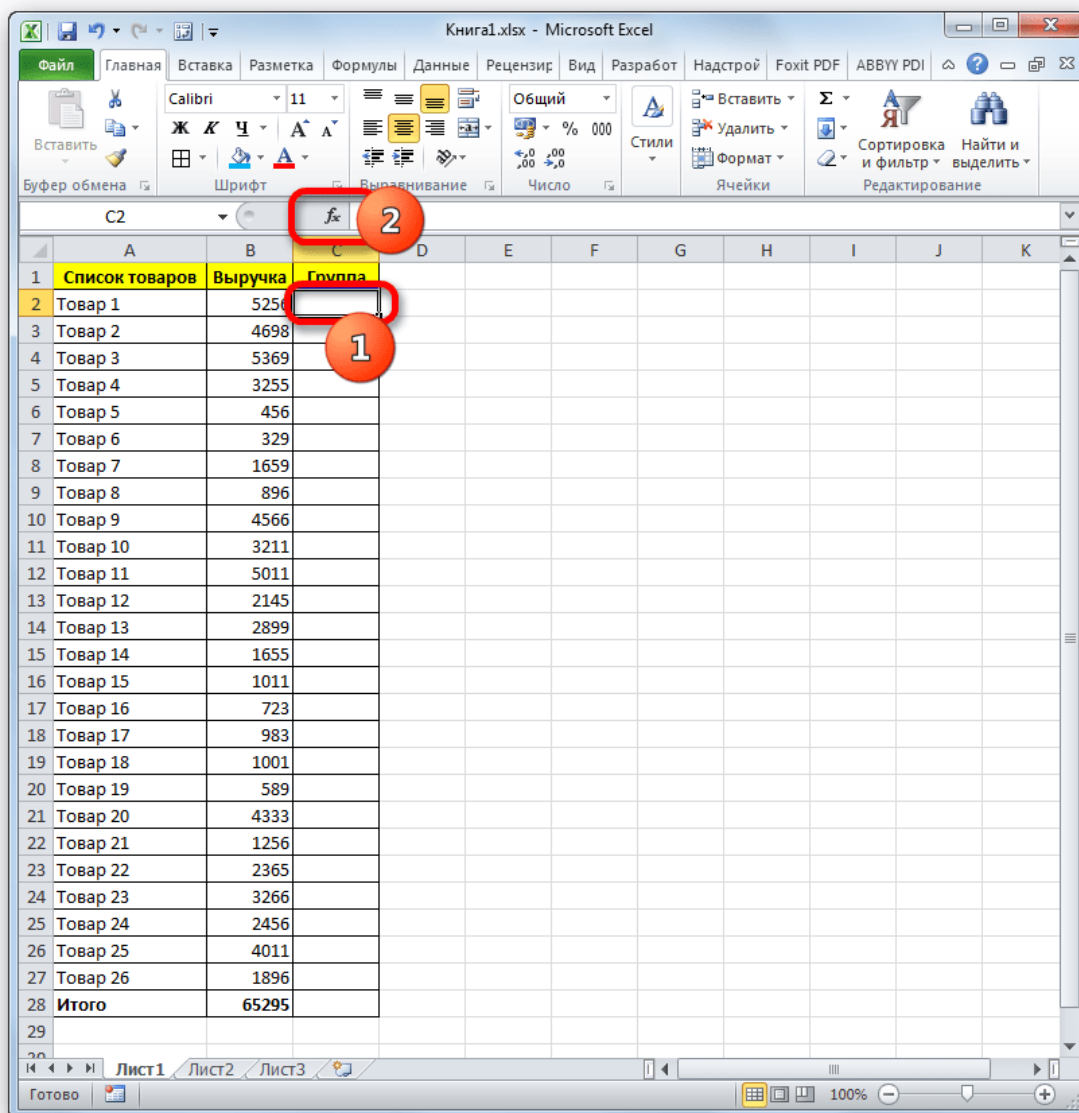 Книга1.xlsx - Microsoft Excel
Файл Главная Вставка Разметка Формулы Данные Рецензир Вид Разработ Надстрой Foxit PDF ABBYY PDI
Вставить
Calibri 11
Ж К Ч А А
Общий
% 000
Стили
Вставить
Удалить
Формат
Σ
Сортировка и фильтр
Найти и выделить
Буфер обмена Шрифт Выравнивание Число Ячейки Редактирование
C2 fx 2
A B C D E F G H I J K
1 Список товаров Выручка Группа
2 Товар 1 5256
3 Товар 2 4698
1
4 Товар 3 5369
5 Товар 4 3255
6 Товар 5 456
7 Товар 6 329
8 Товар 7 1659
9 Товар 8 896
10 Товар 9 4566
11 Товар 10 3211
12 Товар 11 5011
13 Товар 12 2145
14 Товар 13 2899
15 Товар 14 1655
16 Товар 15 1011
17 Товар 16 723
18 Товар 17 983
19 Товар 18 1001
20 Товар 19 589
21 Товар 20 4333
22 Товар 21 1256
23 Товар 22 2365
24 Товар 23 3266
25 Товар 24 2456
26 Товар 25 4011
27 Товар 26 1896
28 Итого 65295
29
Лист1 Лист2 Лист3
Готово 100%